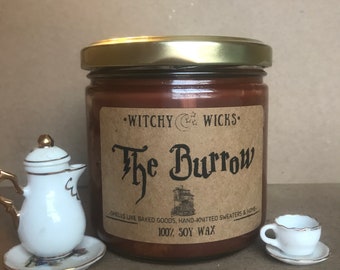 WITCHY WICKS
The Burrow
SMELLS LIKE BAKED GOODS, HAND-KNITTED SWEATERS & HOME
100% SOY WAX